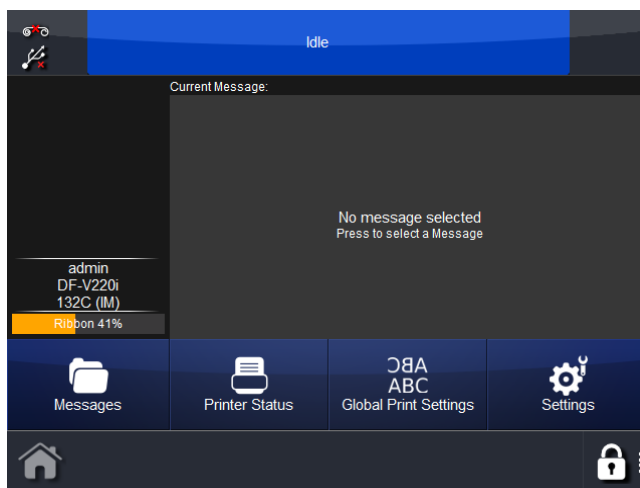 Idle
Current Message:
No message selected
Press to select a Message
admin
DF-V220i
132C (IM)
Ribbon 41%
Messages
Printer Status
ABC
ABC
Global Print Settings
Settings